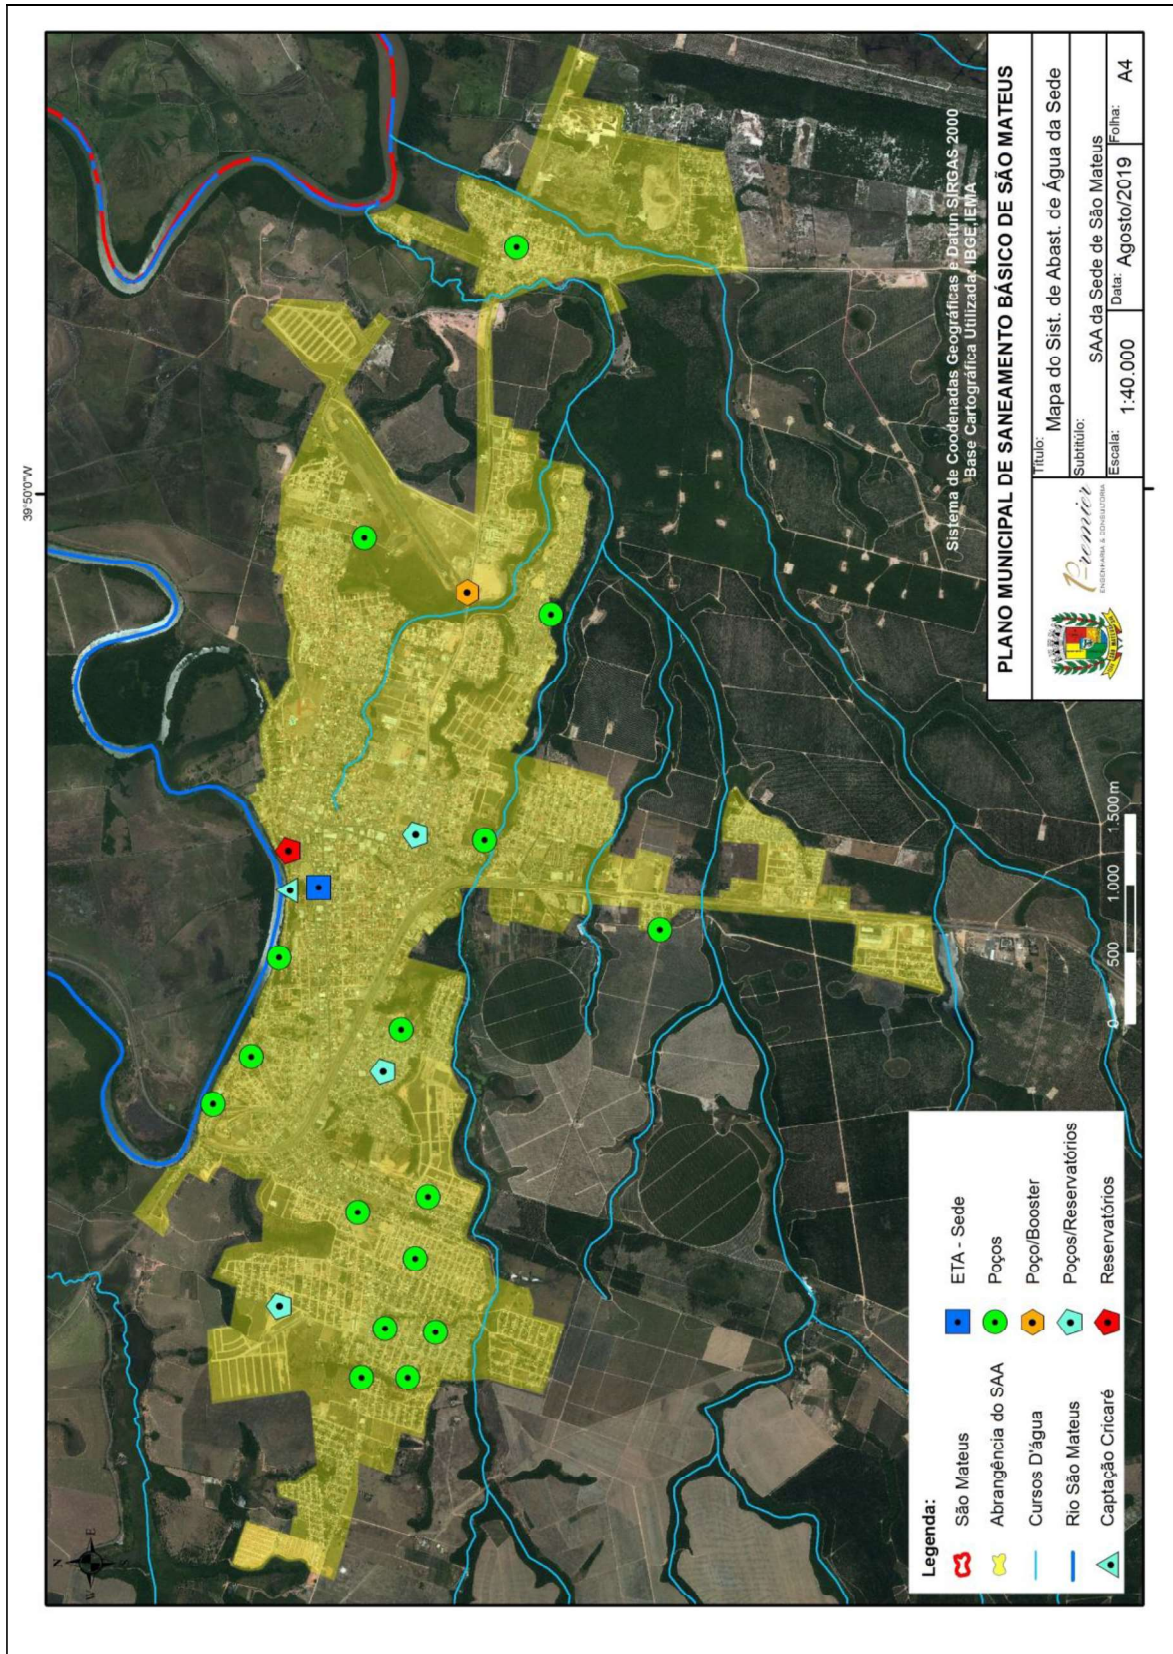 39°50'0"W
N
E
S
Sistema de Coodenadas Geográficas e Datun SIRGAS 2000
Base Cartográfica Utilizada: IBGE,IEMA
PLANO MUNICIPAL DE SANEAMENTO BÁSICO DE SÃO MATEUS
Premier
ENGENHARIA & CONSULTORIA
Título:
Mapa do Sist. de Abast. de Água da Sede
Subtitúlo:
SAA da Sede de São Mateus
Escala:
1:40.000
Data: Agosto/2019
Folha:
A4
0 500 1.000 1.500 m
Legenda:
São Mateus
Abrangência do SAA
Cursos D'água
Rio São Mateus
Captação Cricaré
ETA - Sede
Poços
Poço/Booster
Poços/Reservatórios
Reservatórios